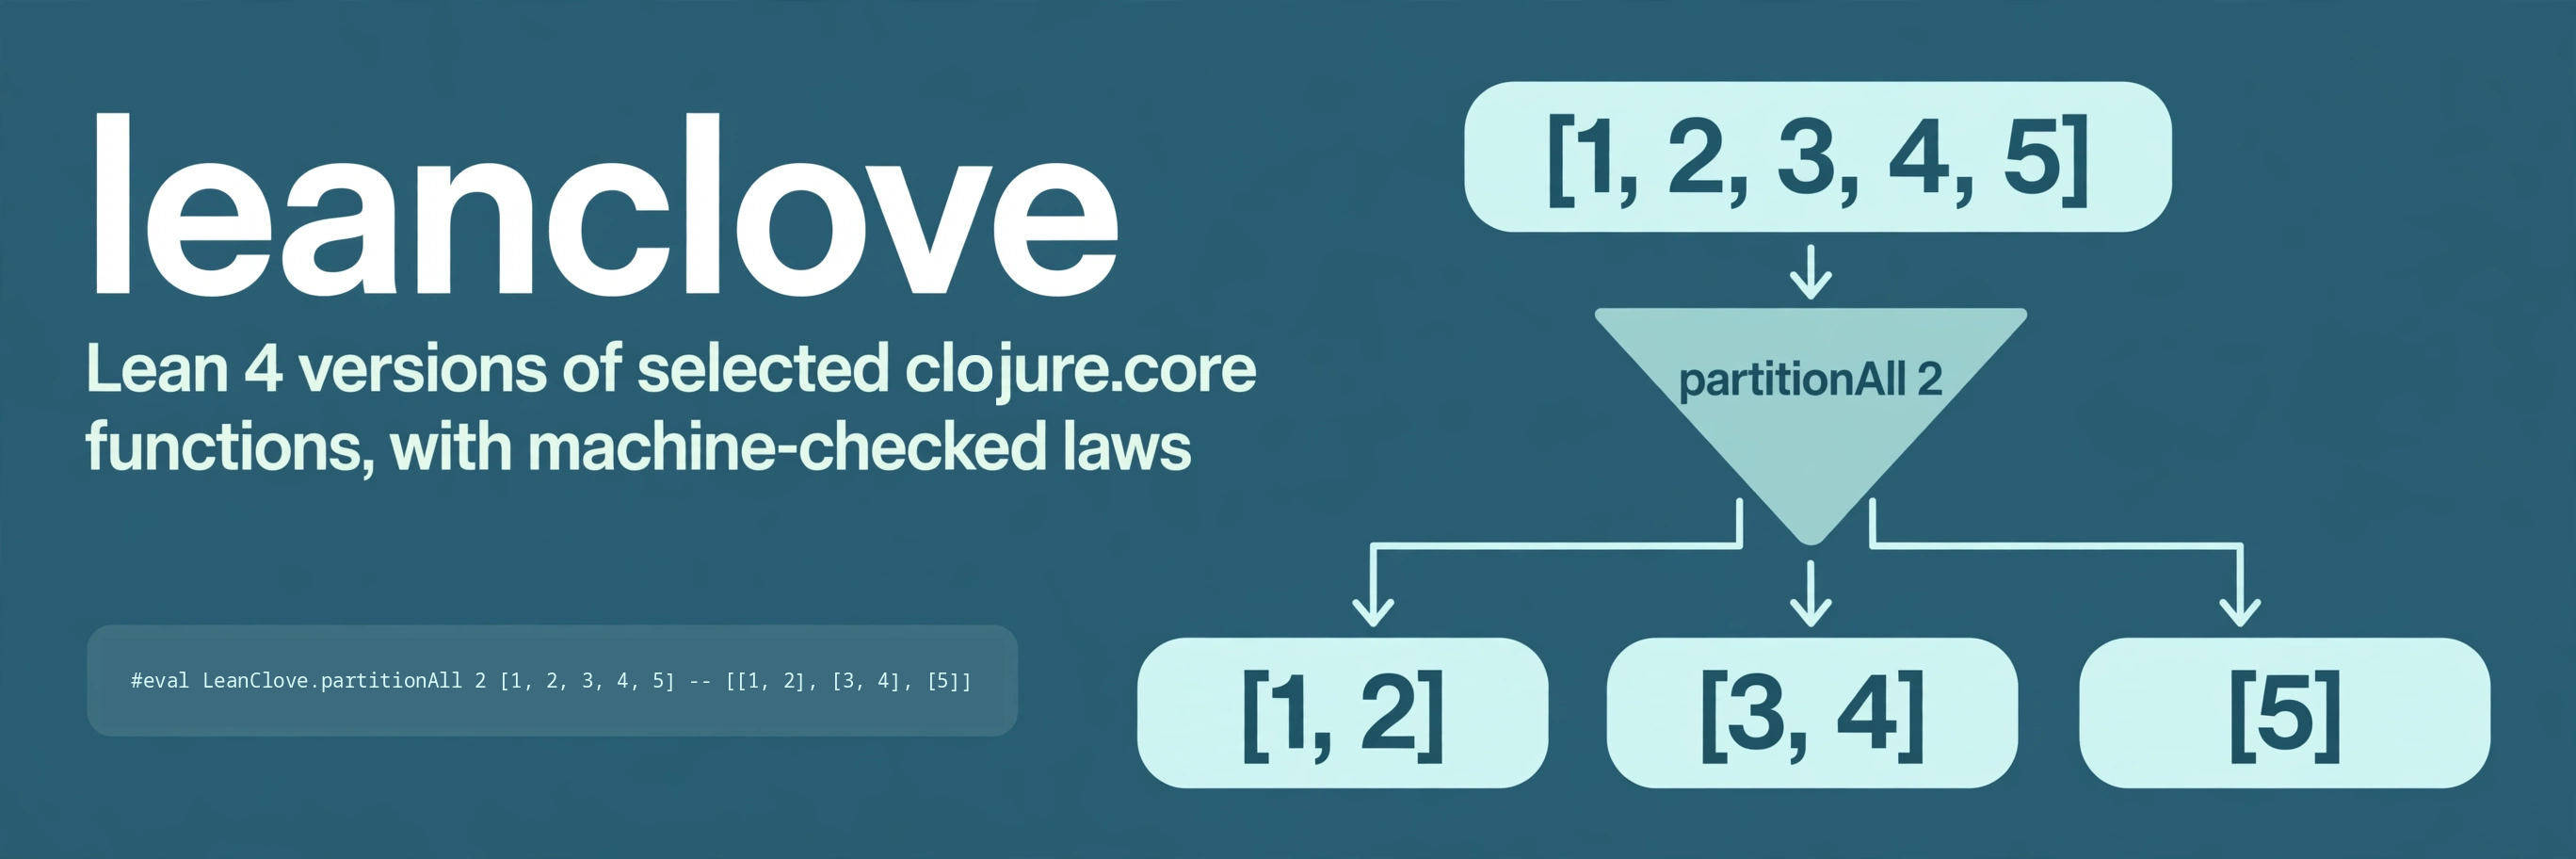 leanclove
Lean 4 versions of selected clojure.core
functions, with machine-checked laws
#eval LeanClove.partitionAll 2 [1, 2, 3, 4, 5] -- [[1, 2], [3, 4], [5]]
[1, 2, 3, 4, 5]
partitionAll 2
[1, 2]
[3, 4]
[5]